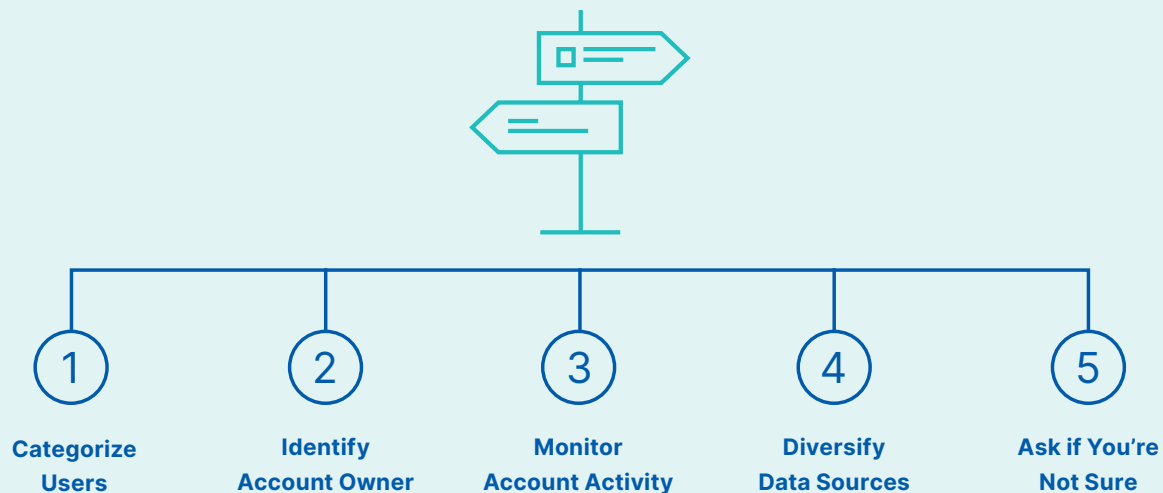 1
2
3
4
5
Categorize
Users
Identify
Account Owner
Monitor
Account Activity
Diversify
Data Sources
Ask if You're
Not Sure